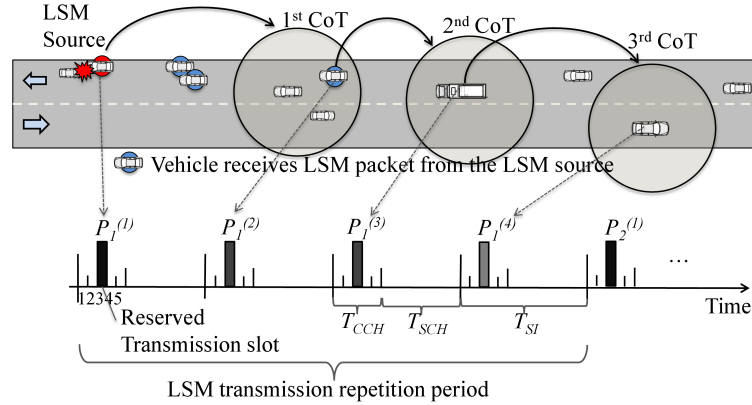 LSM
Source
1st CoT
2nd CoT
3rd CoT
Vehicle receives LSM packet from the LSM source
P1(1)
P1(2)
P1(3)
P1(4)
P2(1)
...
12345
Time
Reserved
Transmission slot
TCCH
TSCH
TSI
LSM transmission repetition period